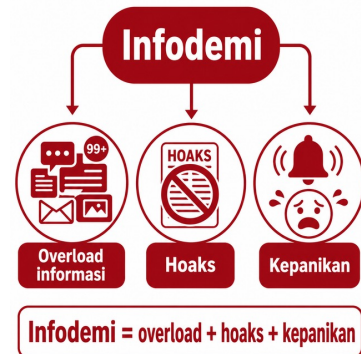 Infodemi
99+
HOAKS
Overload
informasi
Hoaks
Kepanikan
Infodemi = overload + hoaks + kepanikan